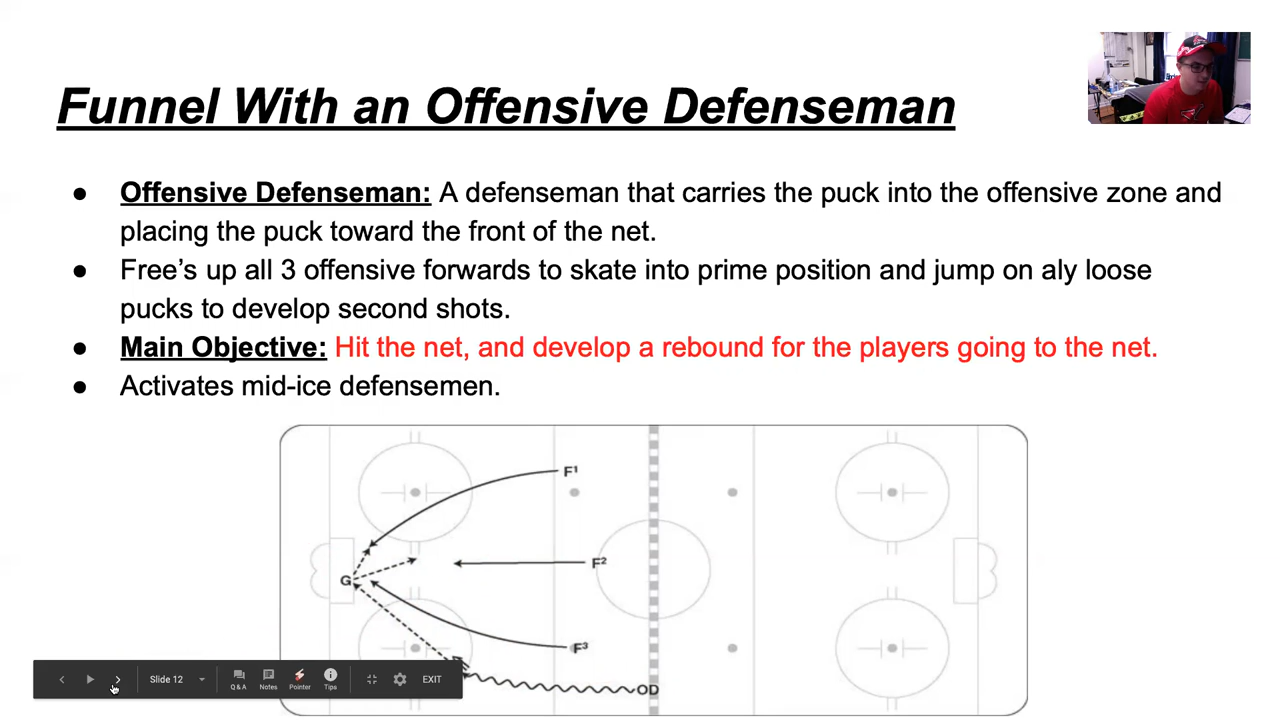 Funnel With an Offensive Defenseman
● Offensive Defenseman: A defenseman that carries the puck into the offensive zone and
placing the puck toward the front of the net.
● Free's up all 3 offensive forwards to skate into prime position and jump on aly loose
pucks to develop second shots.
● Main Objective: Hit the net, and develop a rebound for the players going to the net.
● Activates mid-ice defensemen.
F¹
F²
G
F³
OD
Slide 12
Q & A
Notes
Pointer
Tips
EXIT